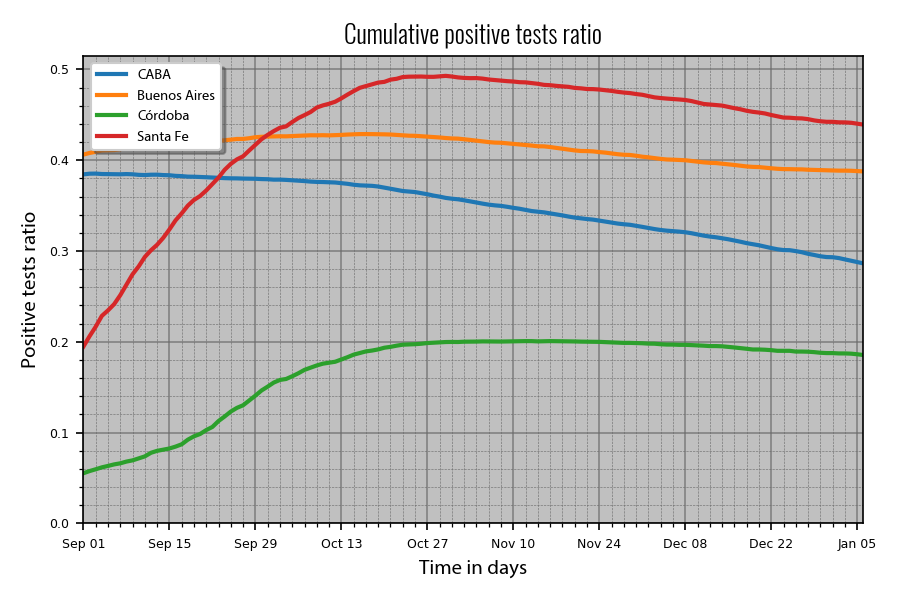 Cumulative positive tests ratio
CABA
Buenos Aires
Córdoba
Santa Fe
Positive tests ratio
0.5
0.4
0.3
0.2
0.1
0.0
Sep 01 Sep 15 Sep 29 Oct 13 Oct 27 Nov 10 Nov 24 Dec 08 Dec 22 Jan 05
Time in days